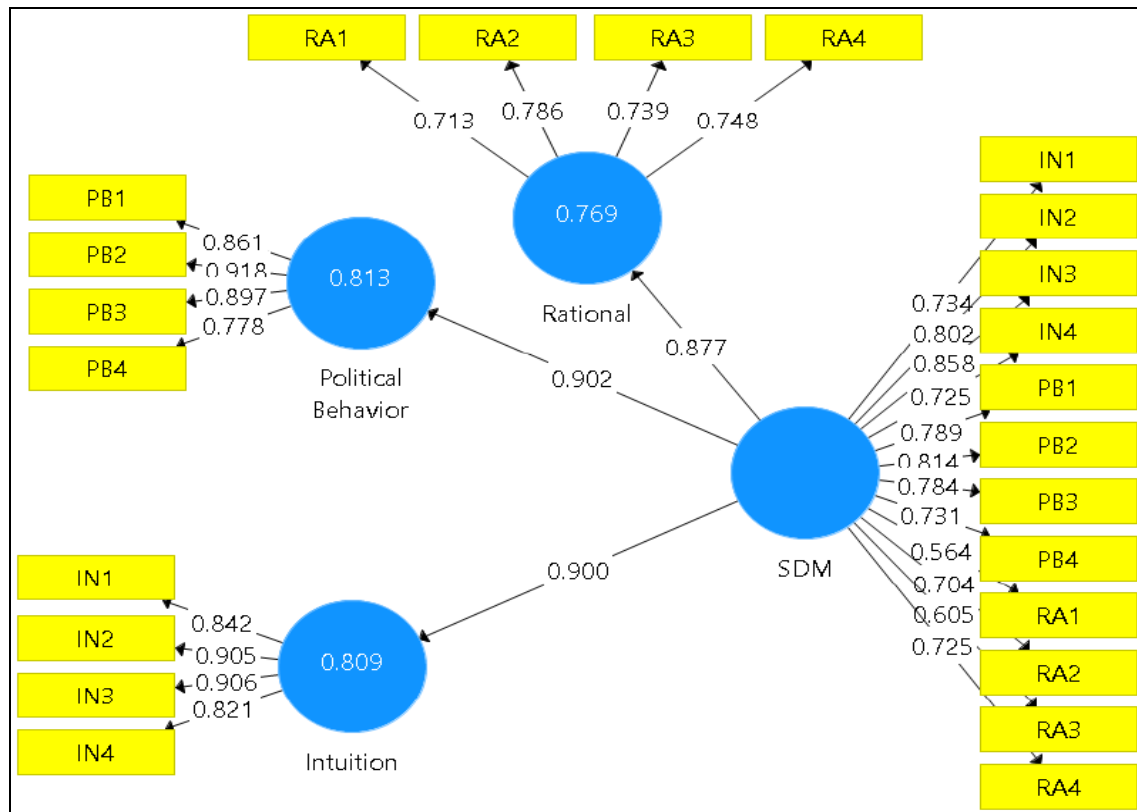 RA1
RA2
RA3
RA4
0.713
0.786
0.739
0.748
0.769
Rational
PB1
PB2
PB3
PB4
0.861
0.918
0.897
0.778
0.813
Political
Behavior
0.877
0.902
0.900
SDM
IN1
IN2
IN3
IN4
0.842
0.905
0.906
0.821
0.809
Intuition
IN1
IN2
IN3
IN4
PB1
PB2
PB3
PB4
RA1
RA2
RA3
RA4
0.734
0.802
0.858
0.725
0.789
0.814
0.784
0.731
0.564
0.704
0.605
0.725